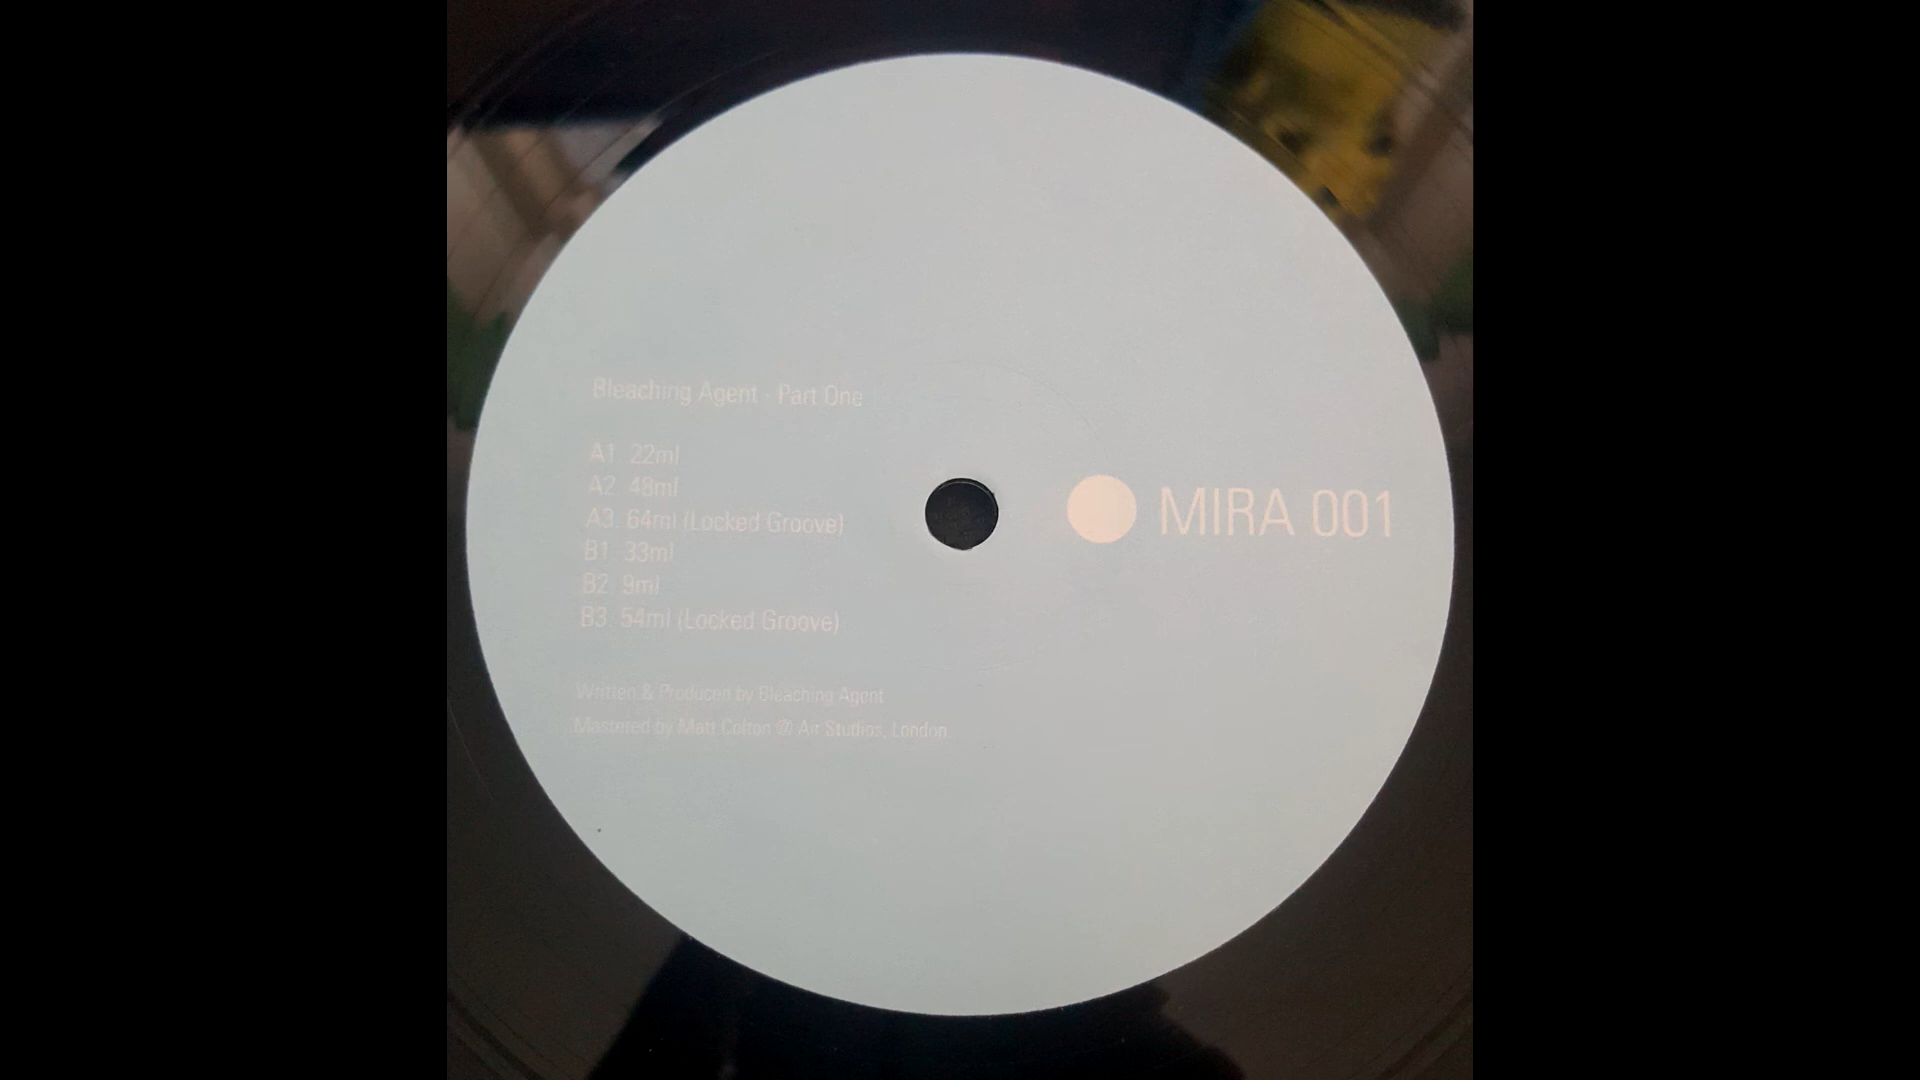 Bleaching Agent - Part One
A1. 22ml
A2. 48ml
A3. 64ml (Locked Groove)
B1. 33ml
B2. 9ml
B3. 54ml (Locked Groove)
Written & Produced by Bleaching Agent
Mastered by Matt Colton @ Air Studios, London
MIRA 001